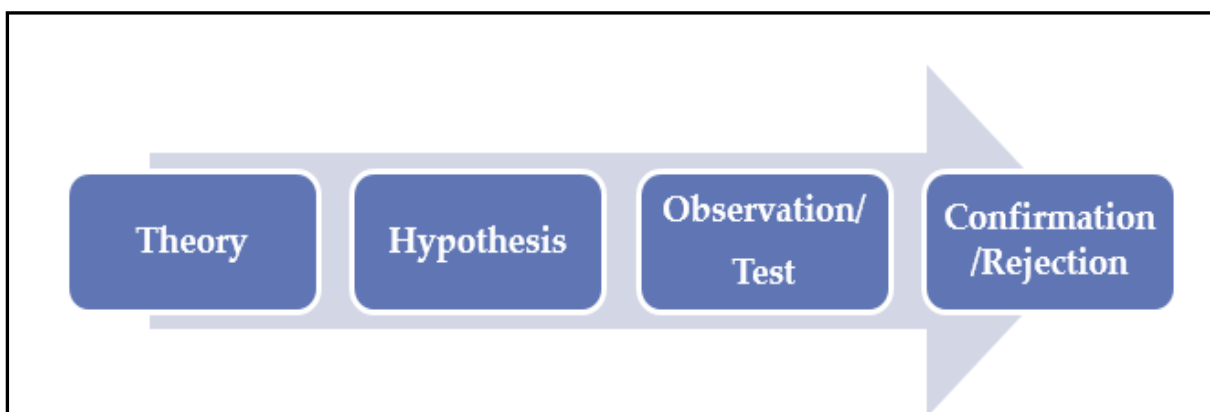 Theory
Hypothesis
Observation/
Test
Confirmation
/Rejection